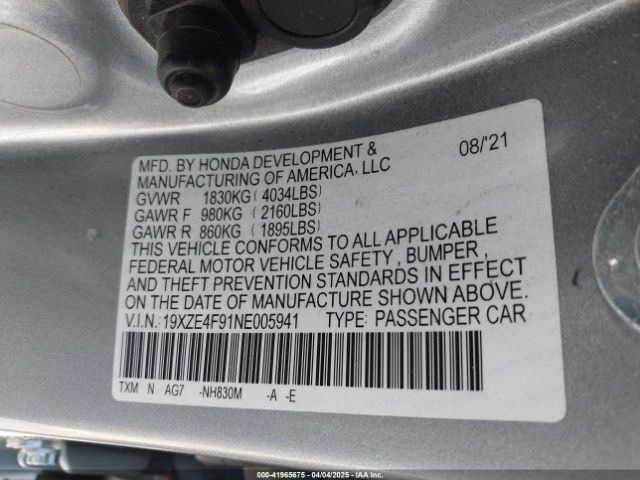 MFD. BY HONDA DEVELOPMENT & 08/'21
MANUFACTURING OF AMERICA, LLC
GVWR 1830KG(4034LBS)
GAWR F 980KG (2160LBS)
GAWR R 860KG (1895LBS)
THIS VEHICLE CONFORMS TO ALL APPLICABLE
FEDERAL MOTOR VEHICLE SAFETY, BUMPER,
AND THEFT PREVENTION STANDARDS IN EFFECT
ON THE DATE OF MANUFACTURE SHOWN ABOVE.
V.I.N.:19XZE4F91NE005941 TYPE: PASSENGER CAR
TXM N AG7 -NH830M -A -E
000-41965675 - 04/04/2025 - IAAI.COM